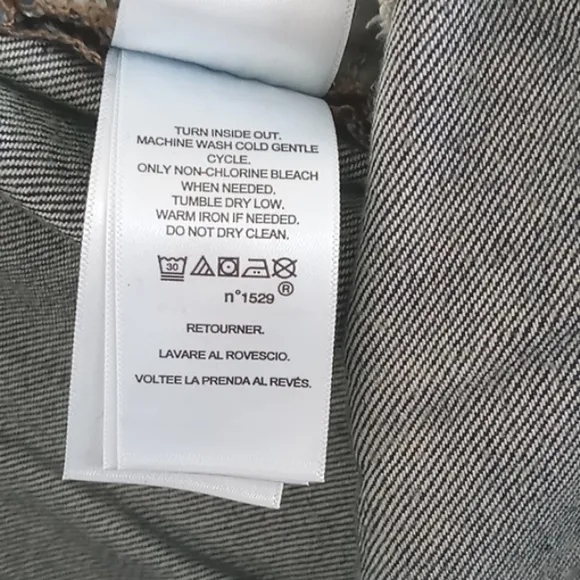 TURN INSIDE OUT.
MACHINE WASH COLD GENTLE
CYCLE.
ONLY NON-CHLORINE BLEACH
WHEN NEEDED.
TUMBLE DRY LOW.
WARM IRON IF NEEDED.
DO NOT DRY CLEAN.
30
n°1529 ®
RETOURNER.
LAVARE AL ROVESCIO.
VOLTEE LA PRENDA AL REVÉS.